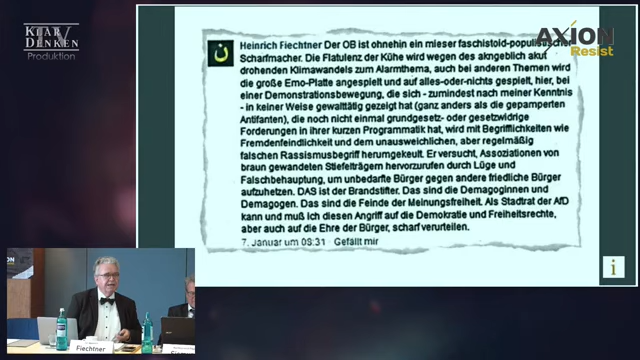 KLAR
DENKEN
TV
Produktion
AXION
Resist
Heinrich Fiechtner Der OB ist ohnehin ein mieser faschistoid-populistischer
Scharfmacher. Die Flatulenz der Kühe wird wegen des akngeblich akut
drohenden Klimawandels zum Alarmthema, auch bei anderen Themen wird
die große Emo-Platte angespielt und auf alles-oder-nichts gespielt, hier, bei
einer Demonstrationsbewegung, die sich - zumindest nach meiner Kenntnis
- in keiner Weise gewalttätig gezeigt hat (ganz anders als die gepamperten
Antifanten), die noch nicht einmal grundgesetz- oder gesetzwidrige
Forderungen in ihrer kurzen Programmatik hat, wird mit Begrifflichkeiten wie
Fremdenfeindlichkeit und dem unausweichlichen, aber regelmäßig
falschen Rassismusbegriff herumgekeult. Er versucht, Assoziationen von
braun gewandeten Stiefelträgern hervorzurufen durch Lüge und
Falschbehauptung, um unbedarfte Bürger gegen andere friedliche Bürger
aufzuhetzen. DAS ist der Brandstifter. Das sind die Demagoginnen und
Demagogen. Das sind die Feinde der Meinungsfreiheit. Als Stadtrat der AfD
kann und muß ich diesen Angriff auf die Demokratie und Freiheitsrechte,
aber auch auf die Ehre der Bürger, scharf verurteilen.
7. Januar um 08:31 · Gefällt mir
ن
i
Fiechtner